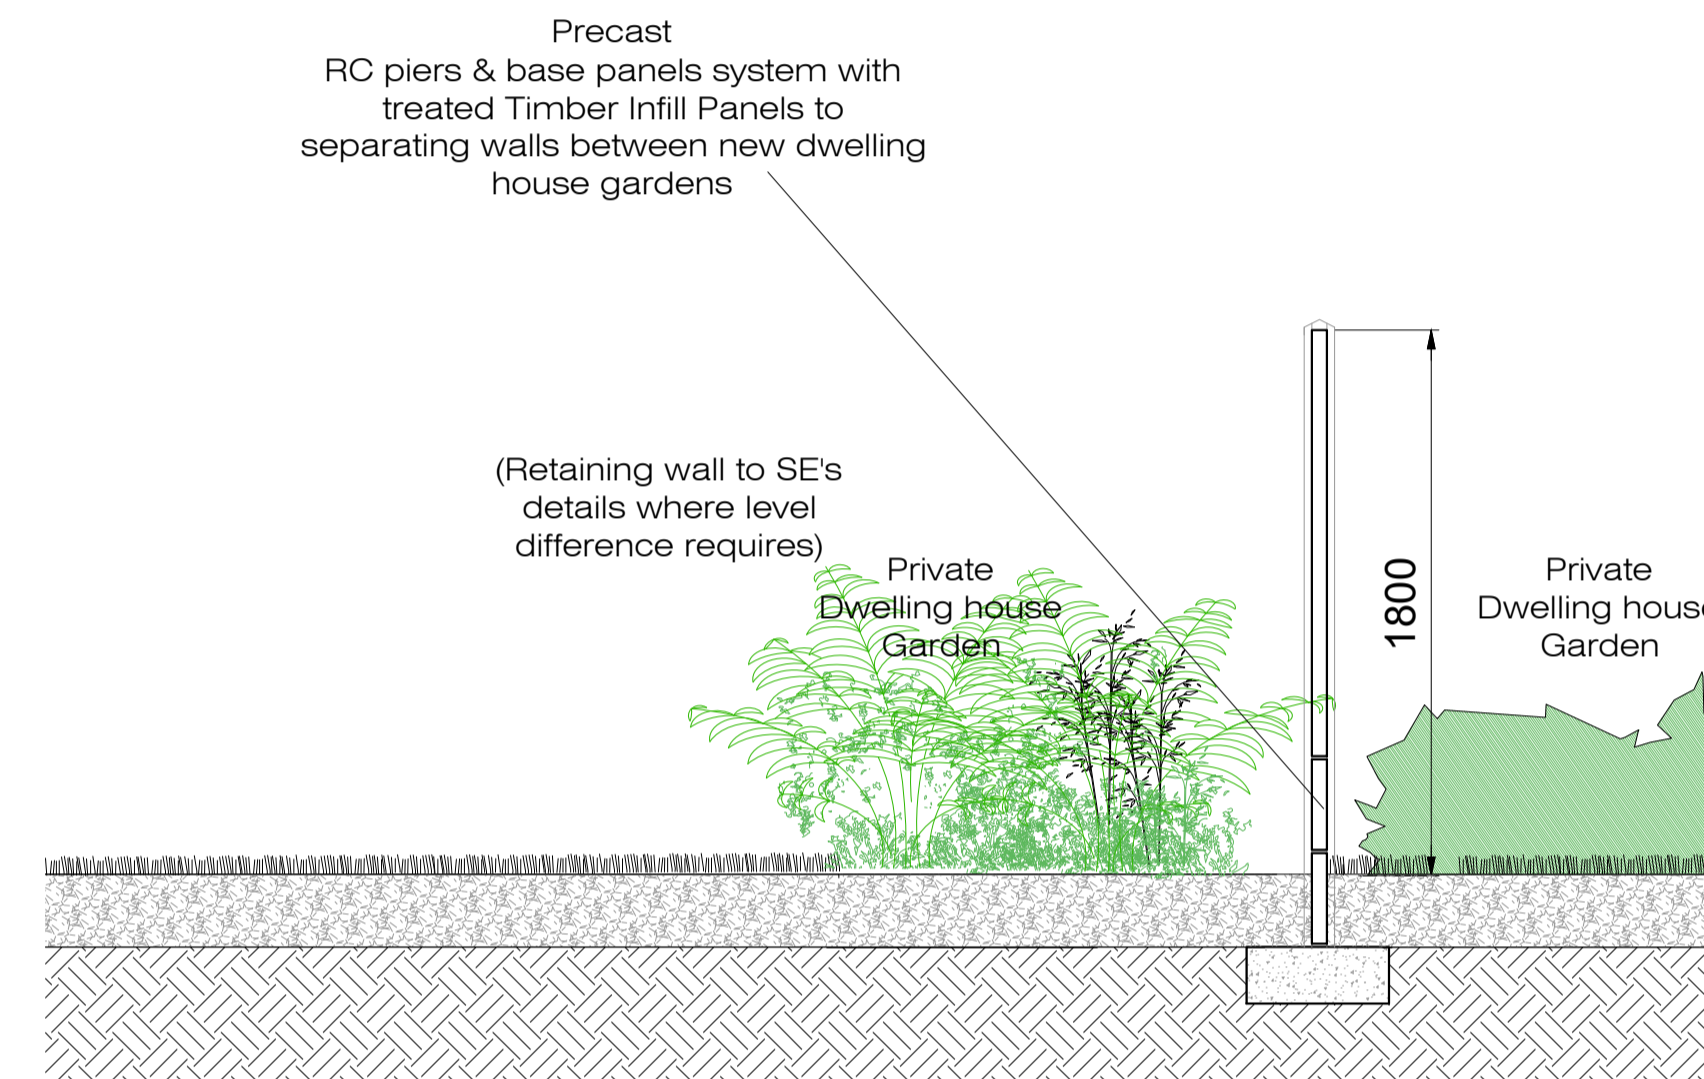 Precast
RC piers & base panels system with
treated Timber Infill Panels to
separating walls between new dwelling
house gardens
(Retaining wall to SE's
details where level
difference requires)
Private
Dwelling house
Garden
1800
Private
Dwelling house
Garden